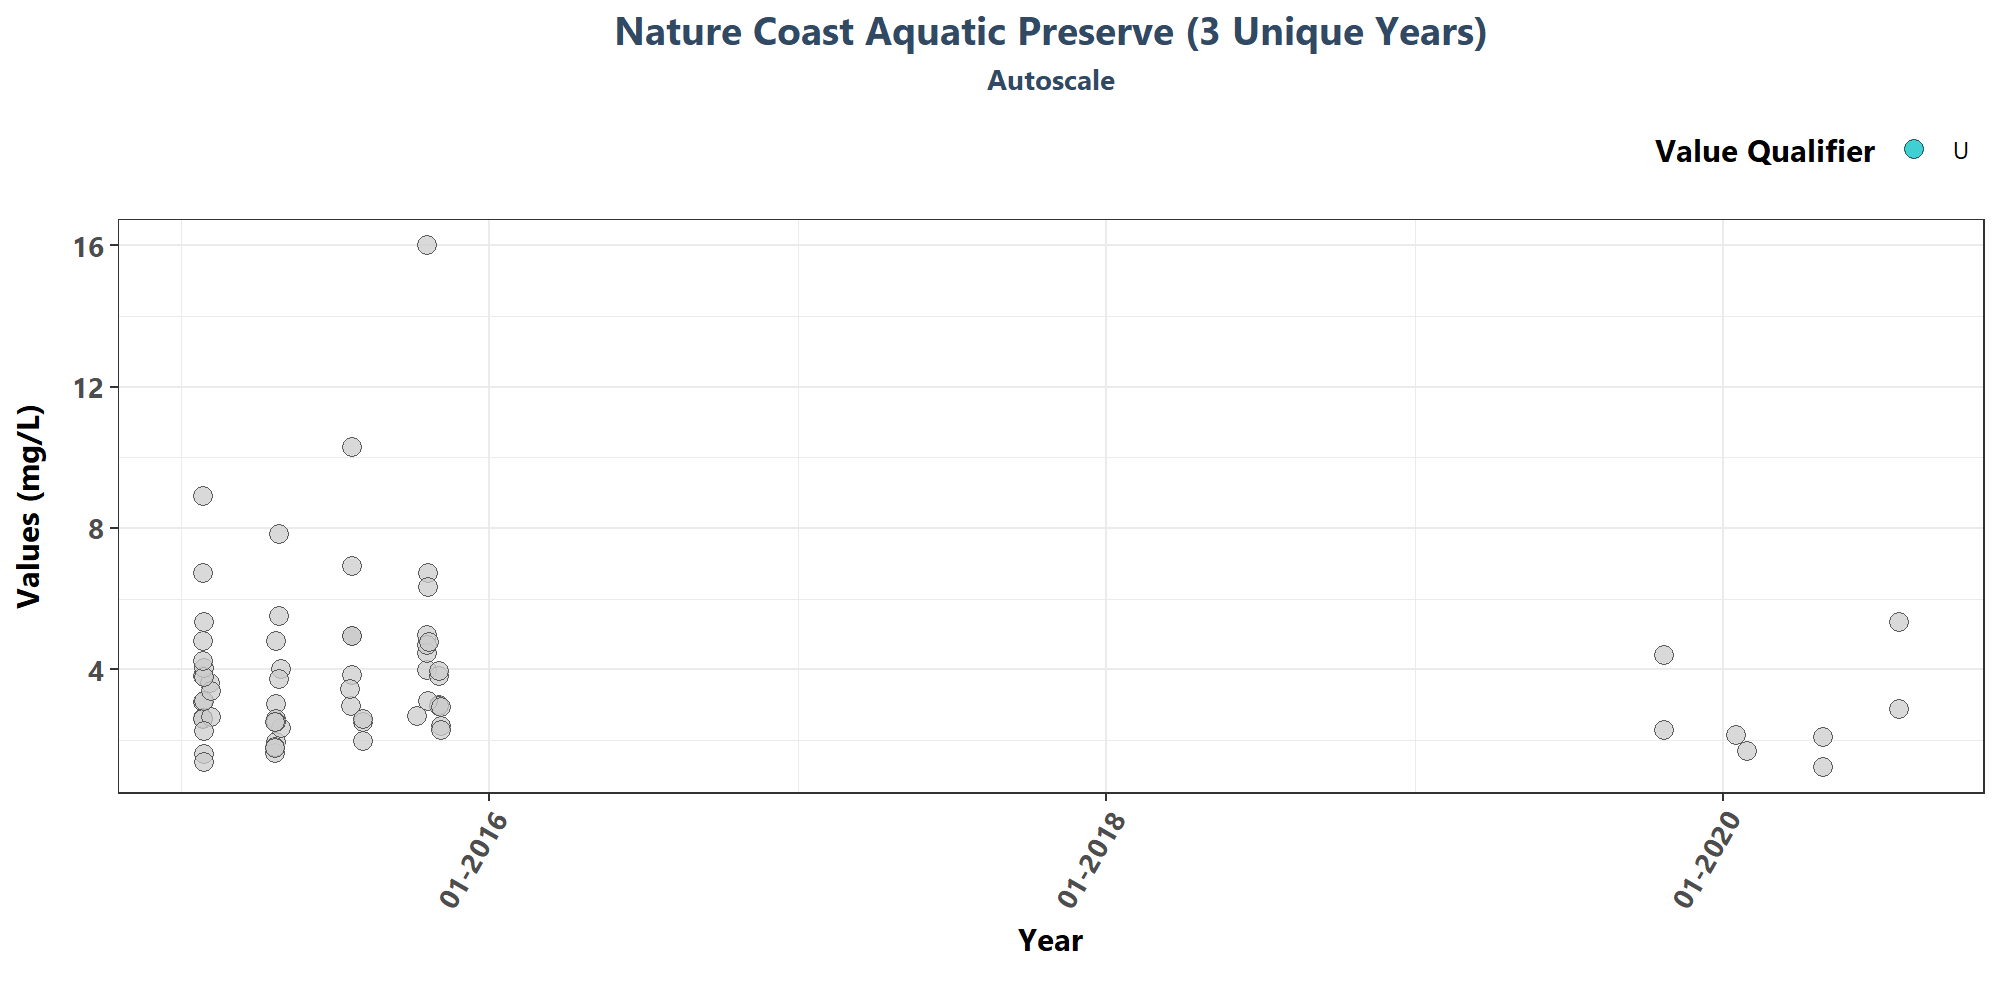 Nature Coast Aquatic Preserve (3 Unique Years)
Autoscale
Value Qualifier U
16
12
8
4
Values (mg/L)
01-2016
01-2018
01-2020
Year